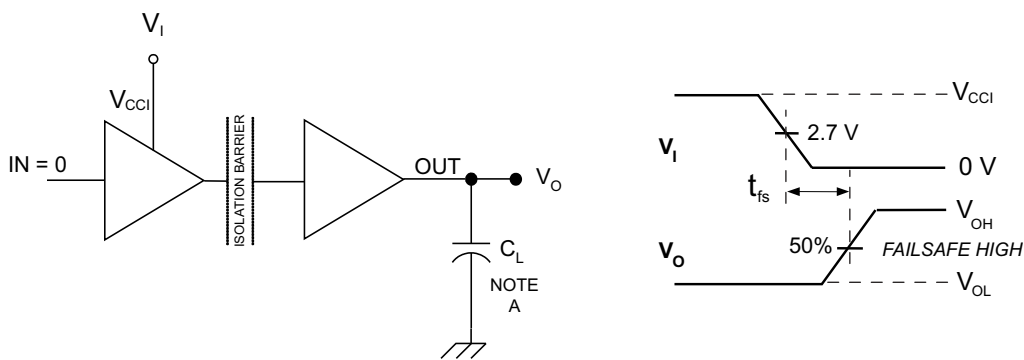 V_I
V_CCI
IN = 0
ISOLATION BARRIER
OUT
V_O
C_L
NOTE
A
V_I
V_CCI
2.7 V
0 V
t_fs
V_O
50%
V_OH
FAILSAFE HIGH
V_OL